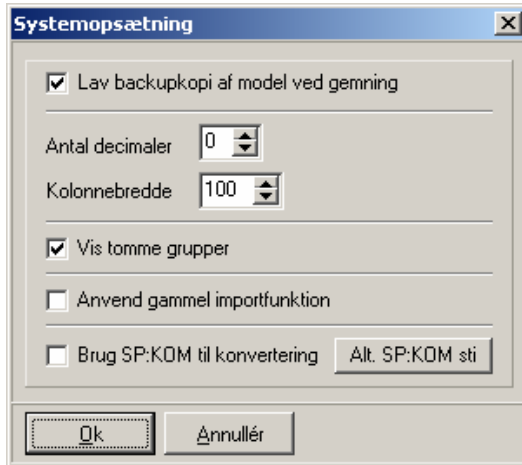 Systemopsætning
Lav backupkopi af model ved gemning
Antal decimaler 0
Kolonnebredde 100
Vis tomme grupper
Anvend gammel importfunktion
Brug SP:KOM til konvertering Alt. SP:KOM sti
Ok Annullér